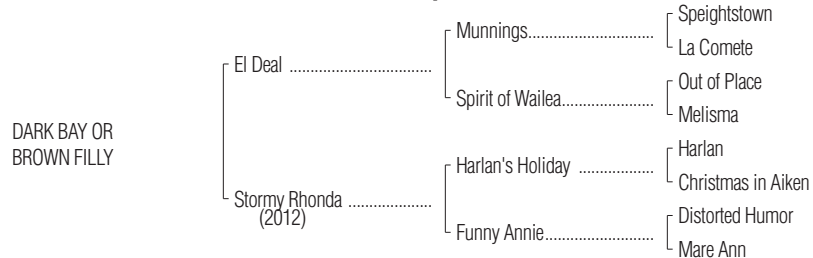 Speightstown
Munnings
La Comete
El Deal
Out of Place
Spirit of Wailea
Melisma
DARK BAY OR
BROWN FILLY
Harlan
Harlan's Holiday
Christmas in Aiken
Stormy Rhonda
(2012)
Distorted Humor
Funny Annie
Mare Ann